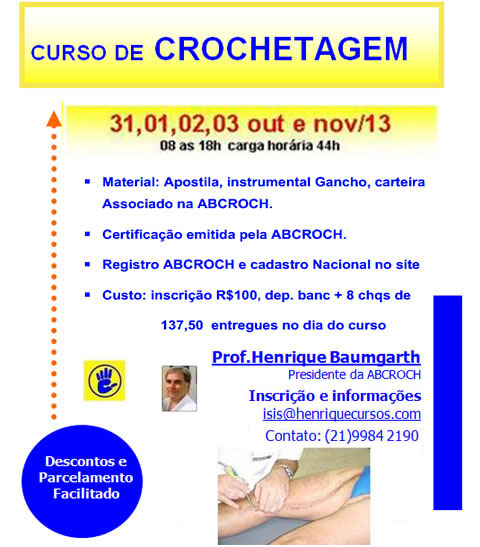 CURSO DE CROCHETAGEM
31,01,02,03 out e nov/13
08 as 18h carga horária 44h
Material: Apostila, instrumental Gancho, carteira
Associado na ABCROCH.
Certificação emitida pela ABCROCH.
Registro ABCROCH e cadastro Nacional no site
Custo: inscrição R$100, dep. banc + 8 chqs de
137,50 entregues no dia do curso
Prof.Henrique Baumgarth
Presidente da ABCROCH
Inscrição e informações
isis@henriquecursos.com
Contato: (21)9984 2190
Descontos e
Parcelamento
Facilitado